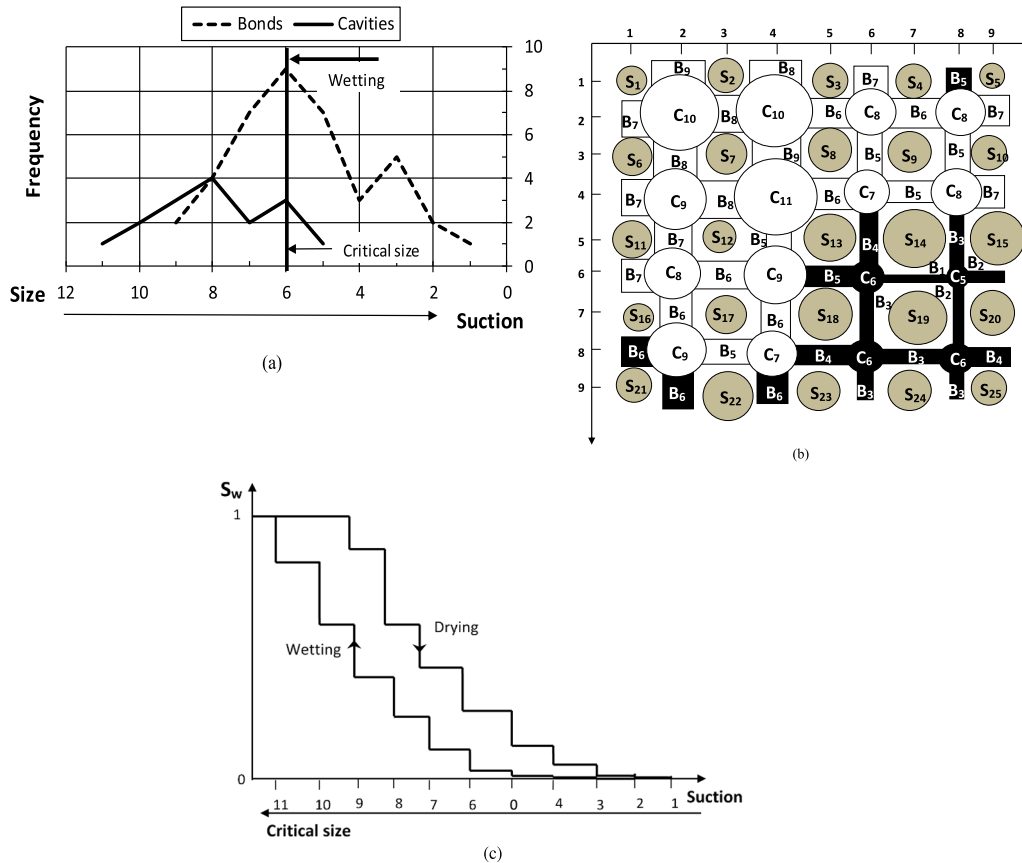 Bonds Cavities
Frequency
10
8
6
4
2
0
Wetting
Critical size
Size 12 10 8 6 4 2 0
Suction
(a)
1 2 3 4 5 6 7 8 9
1 S₁ B₉ S₂ B₈ S₃ B₇ S₄ B₅ S₅
2 B₇ C₁₀ B₈ C₁₀ B₆ C₈ B₆ C₈ B₇
3 S₆ B₈ S₇ B₉ S₈ B₅ S₉ B₅ S₁₀
4 B₇ C₉ B₈ C₁₁ B₆ C₇ B₅ C₈ B₇
5 S₁₁ B₇ S₁₂ B₅ S₁₃ B₄ S₁₄ B₃ S₁₅
6 B₇ C₈ B₆ C₉ B₅ C₆ B₁ C₅ B₂
7 S₁₆ B₆ S₁₇ B₆ S₁₈ B₃ S₁₉ B₂ S₂₀
8 B₆ C₉ B₅ C₇ B₄ C₆ B₃ C₆ B₄
9 S₂₁ B₆ S₂₂ B₆ S₂₃ B₃ S₂₄ B₃ S₂₅
(b)
Sw
1
Drying
Wetting
0
Suction
11 10 9 8 7 6 0 4 3 2 1
Critical size
(c)